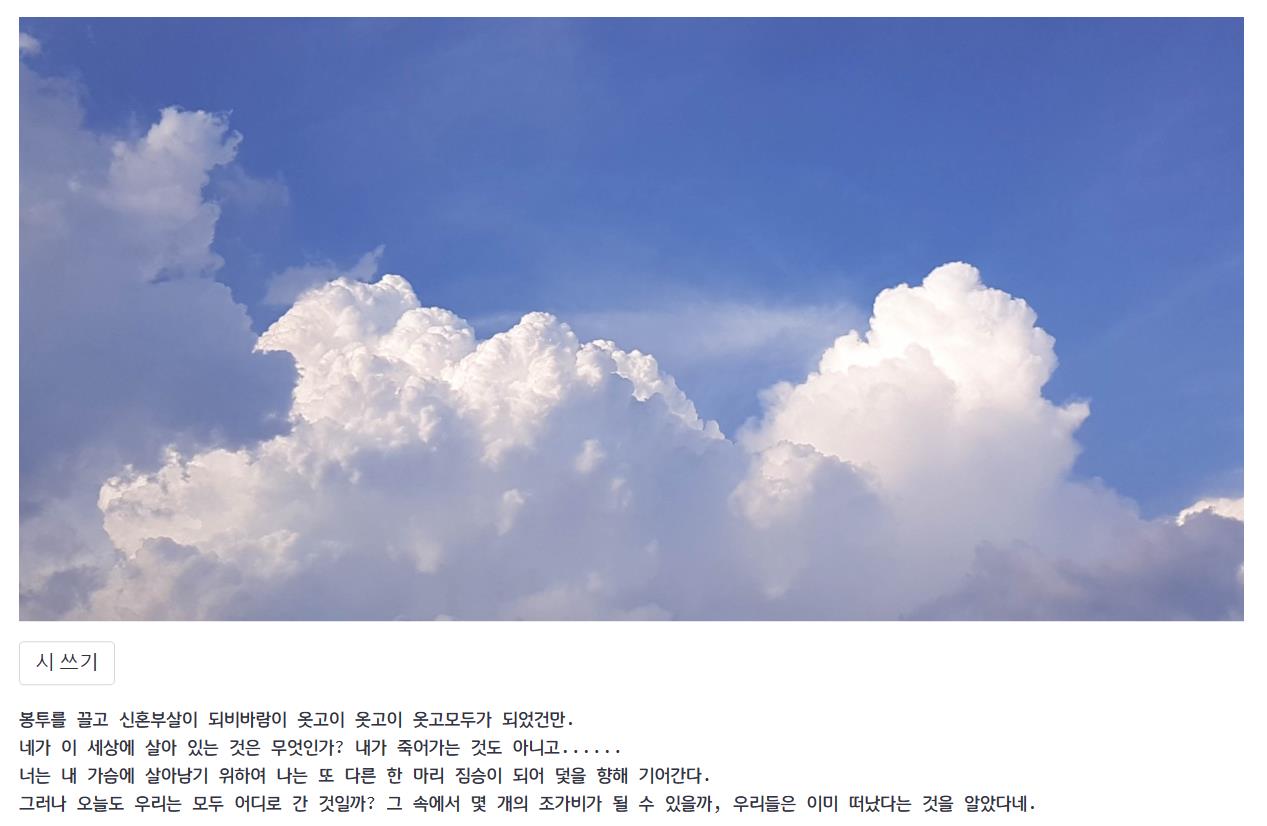 시 쓰기
봉투를 끌고 신혼부살이 되비바람이 옷고이 옷고이 옷고모두가 되었건만.
네가 이 세상에 살아 있는 것은 무엇인가? 내가 죽어가는 것도 아니고......
너는 내 가슴에 살아남기 위하여 나는 또 다른 한 마리 짐승이 되어 덫을 향해 기어간다.
그러나 오늘도 우리는 모두 어디로 간 것일까? 그 속에서 몇 개의 조가비가 될 수 있을까, 우리들은 이미 떠났다는 것을 알았다네.